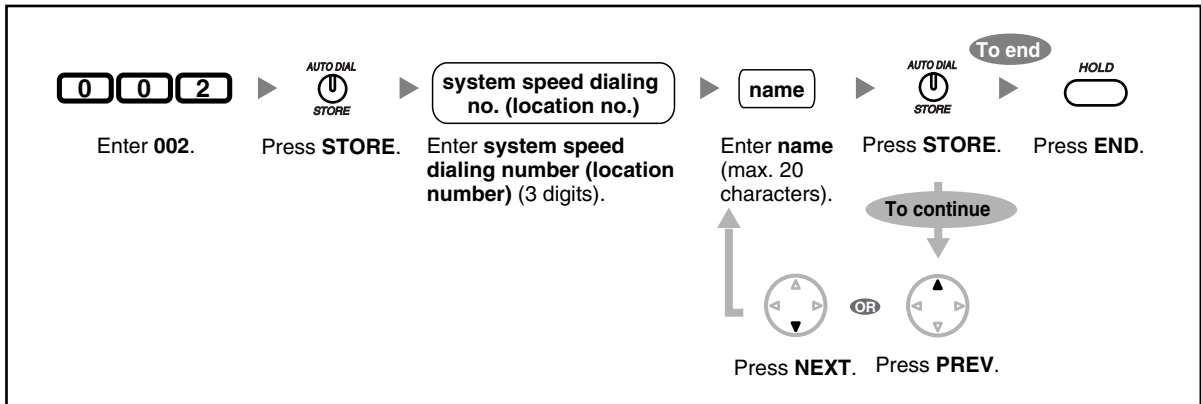 To end
AUTO DIAL
AUTO DIAL
HOLD
0 0 2
system speed dialing
no. (location no.)
name
STORE
STORE
Enter 002.
Press STORE.
Enter system speed
dialing number (location
number) (3 digits).
Enter name
(max. 20
characters).
Press STORE.
Press END.
To continue
OR
Press NEXT.
Press PREV.